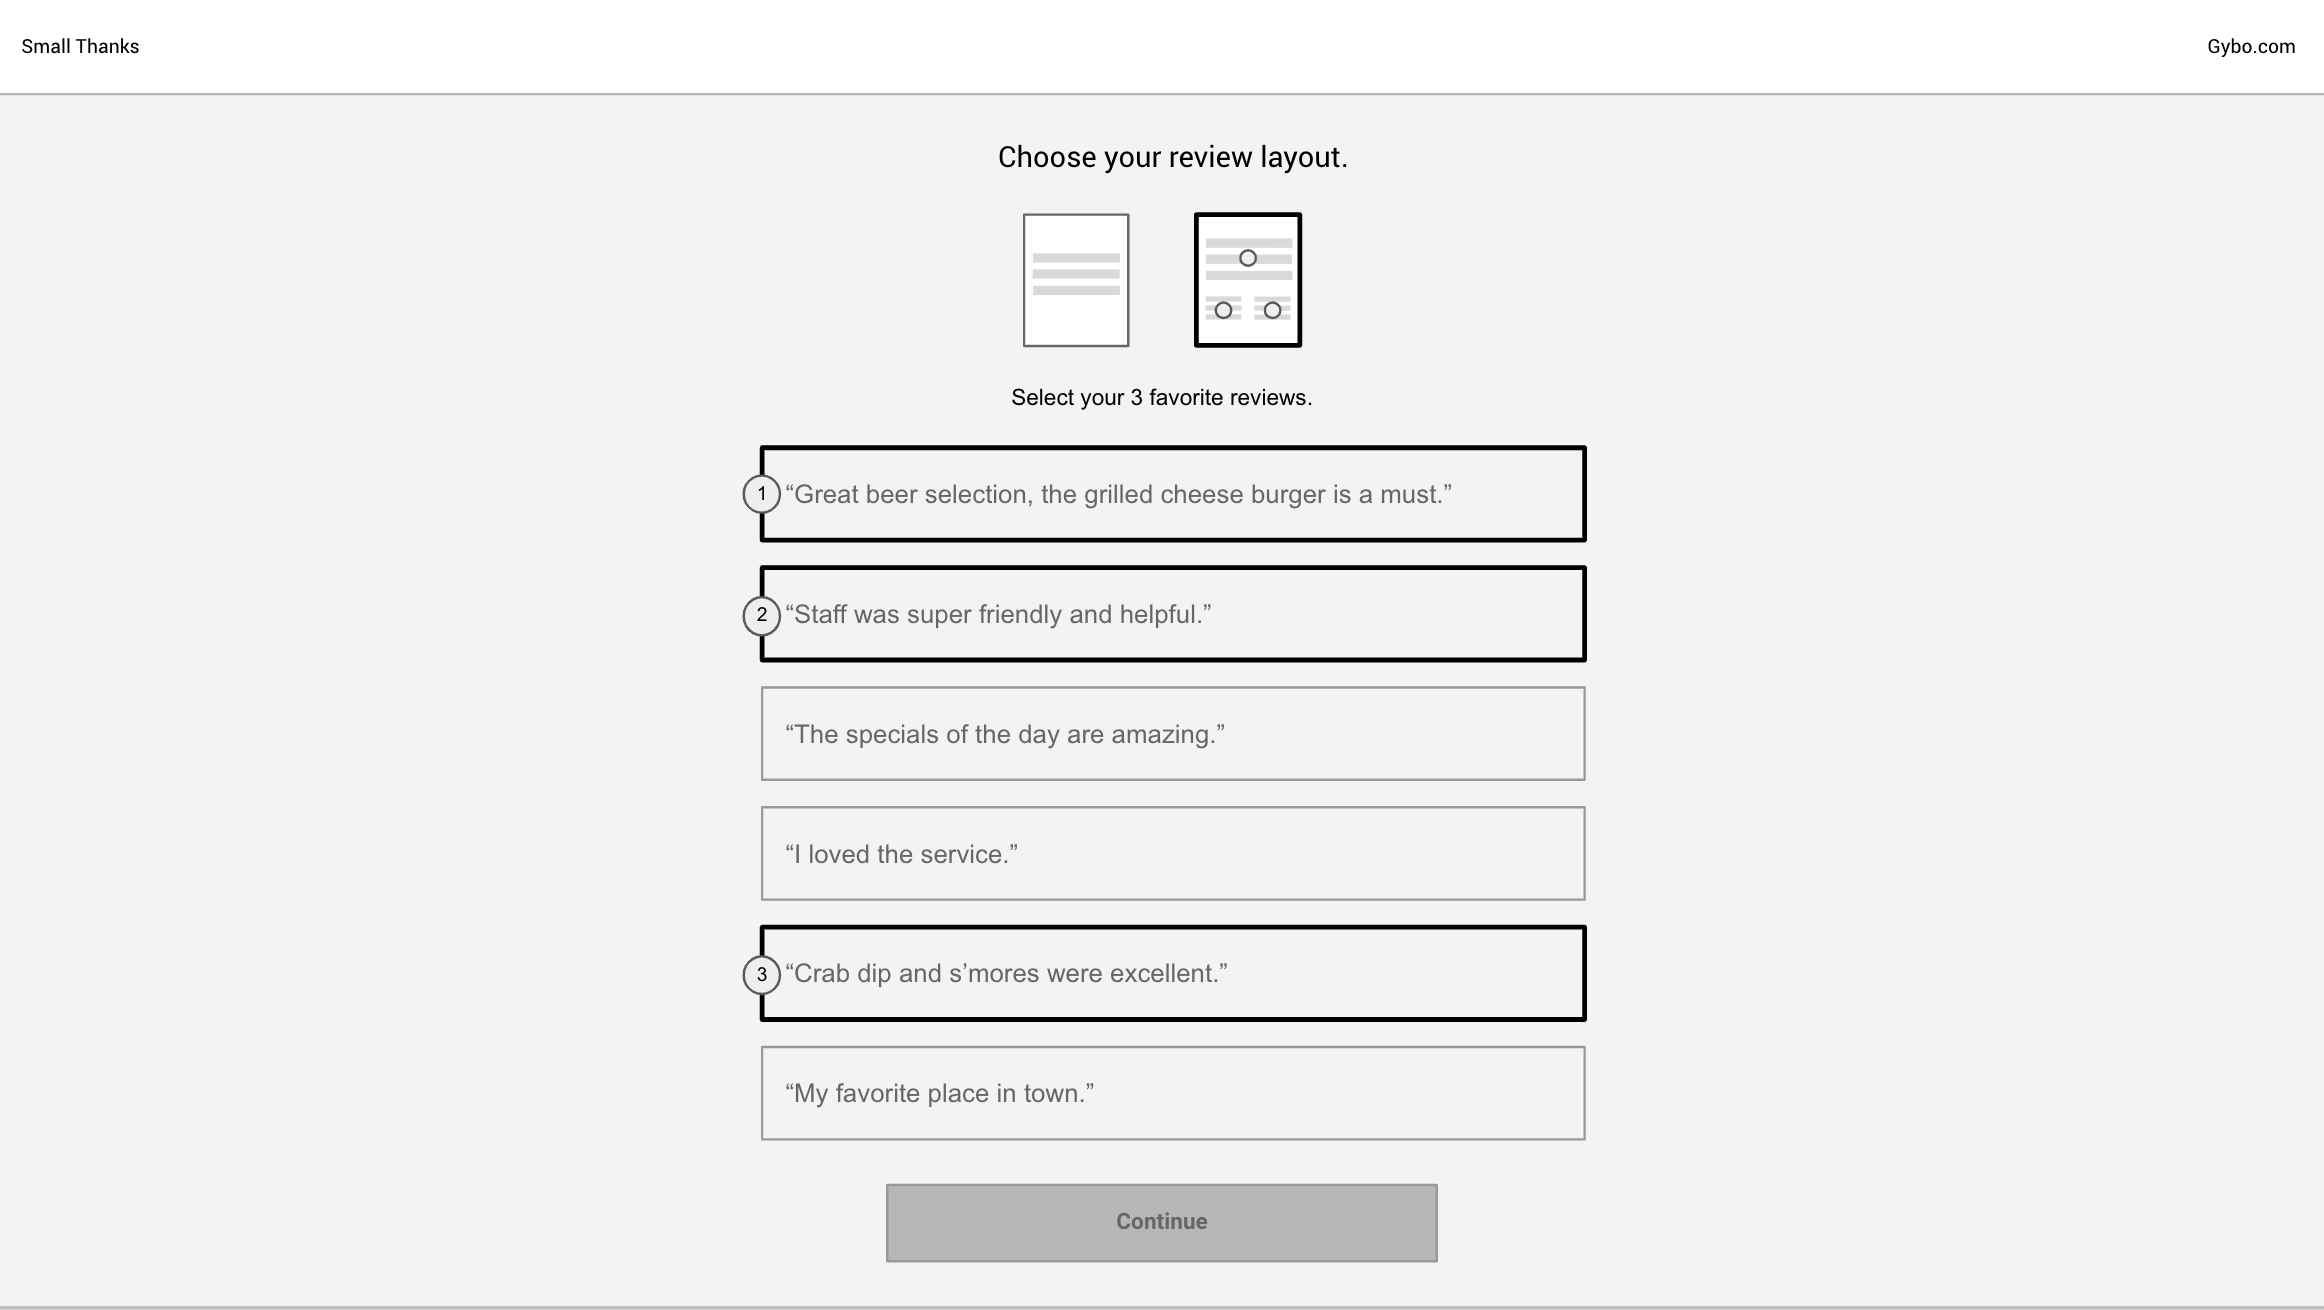 Small Thanks
Gybo.com
Choose your review layout.
Select your 3 favorite reviews.
1 “Great beer selection, the grilled cheese burger is a must.”
2 “Staff was super friendly and helpful.”
“The specials of the day are amazing.”
“I loved the service.”
3 “Crab dip and s’mores were excellent.”
“My favorite place in town.”
Continue